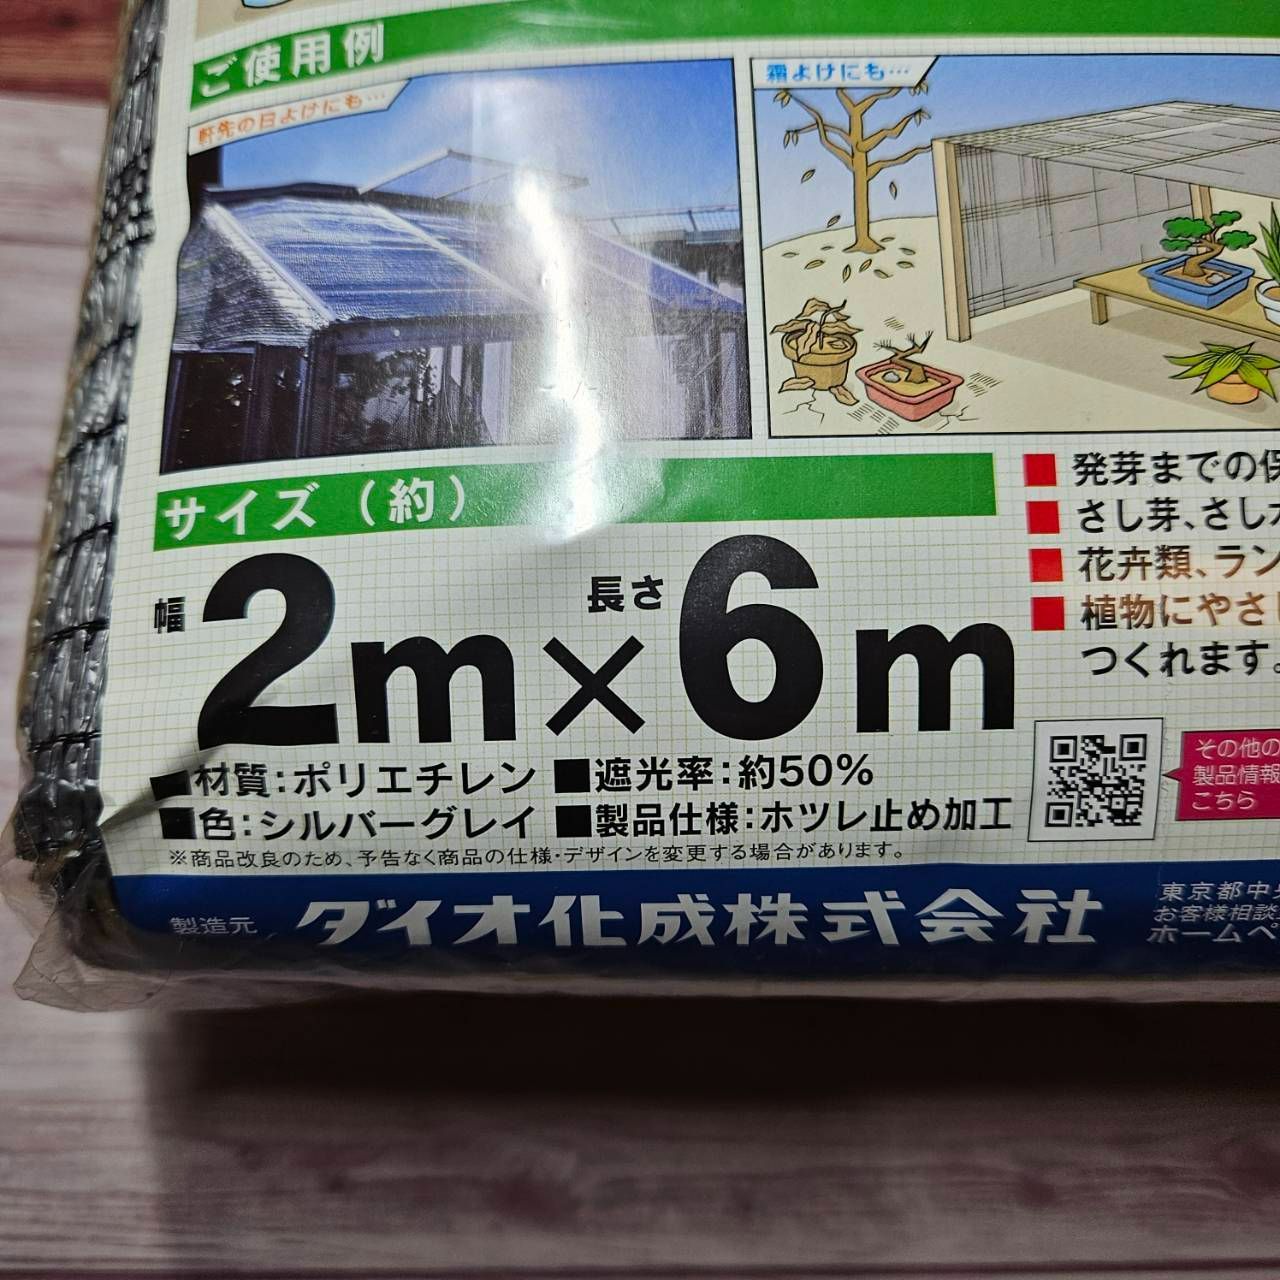 ご使用例
軒先の日よけにも…
霜よけにも…
サイズ（約）
幅 2m×長さ 6m
■材質：ポリエチレン ■遮光率：約50%
■色：シルバーグレイ ■製品仕様：ホツレ止め加工
※商品改良のため、予告なく商品の仕様・デザインを変更する場合があります。
■発芽までの保
■さし芽、さし
■花卉類、ラン
■植物にやさし
つくれます。
その他の
製品情報
こちら
製造元 ダイオ化成株式会社
東京都中央
お客様相談
ホームペ